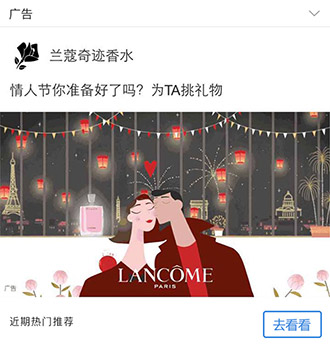 广告
兰蔻奇迹香水
情人节你准备好了吗？为TA挑礼物
LANCÔME
PARIS
广告
近期热门推荐
去看看